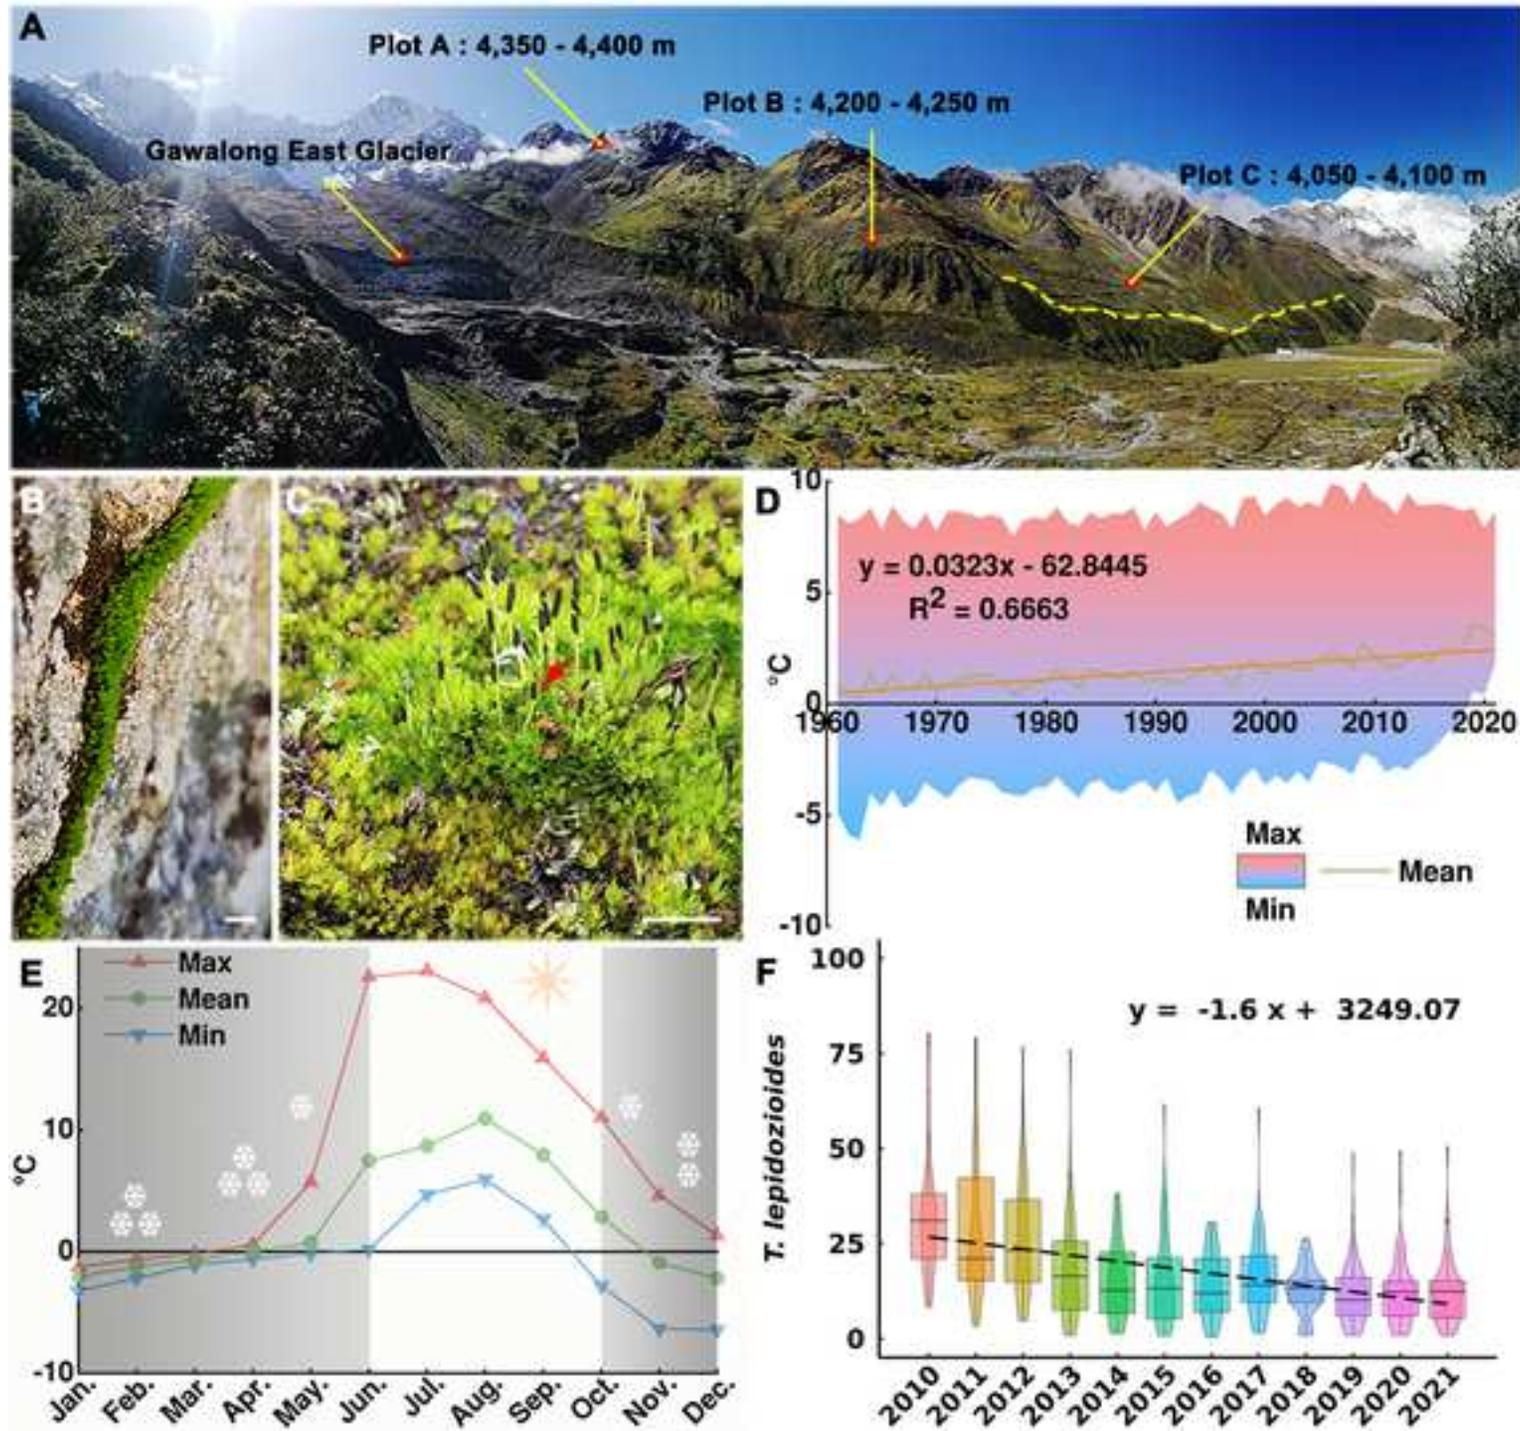 A
Plot A : 4,350 - 4,400 m
Plot B : 4,200 - 4,250 m
Gawalong East Glacier
Plot C : 4,050 - 4,100 m
B
C
D
10
5
0
-5
-10
°C
y = 0.0323x - 62.8445
R² = 0.6663
1960 1970 1980 1990 2000 2010 2020
Max
Mean
Min
E
Max
Mean
Min
20
10
0
-10
°C
Jan. Feb. Mar. Apr. May. Jun. Jul. Aug. Sep. Oct. Nov. Dec.
F
100
75
50
25
0
T. lepidozioides
y = -1.6 x + 3249.07
2010 2011 2012 2013 2014 2015 2016 2017 2018 2019 2020 2021